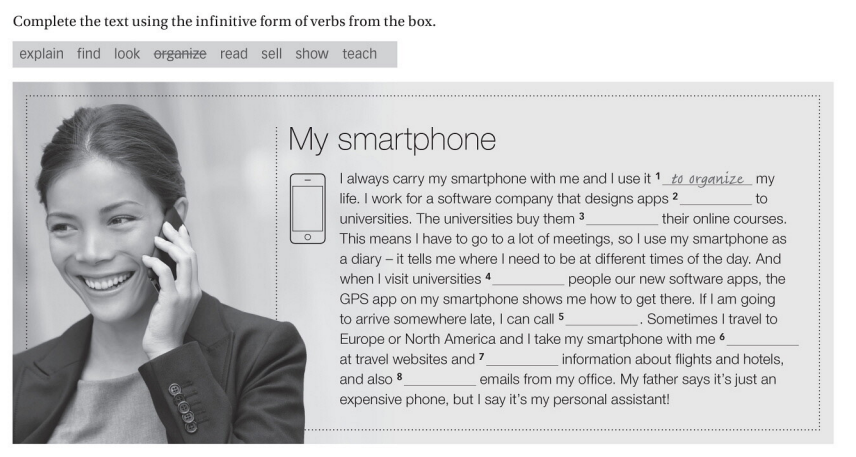 Complete the text using the infinitive form of verbs from the box.
explain find look organize read sell show teach
My smartphone
I always carry my smartphone with me and I use it 1 to organize my
life. I work for a software company that designs apps 2 __________ to
universities. The universities buy them 3 __________ their online courses.
This means I have to go to a lot of meetings, so I use my smartphone as
a diary – it tells me where I need to be at different times of the day. And
when I visit universities 4 __________ people our new software apps, the
GPS app on my smartphone shows me how to get there. If I am going
to arrive somewhere late, I can call 5 __________ . Sometimes I travel to
Europe or North America and I take my smartphone with me 6 __________
at travel websites and 7 __________ information about flights and hotels,
and also 8 __________ emails from my office. My father says it's just an
expensive phone, but I say it's my personal assistant!